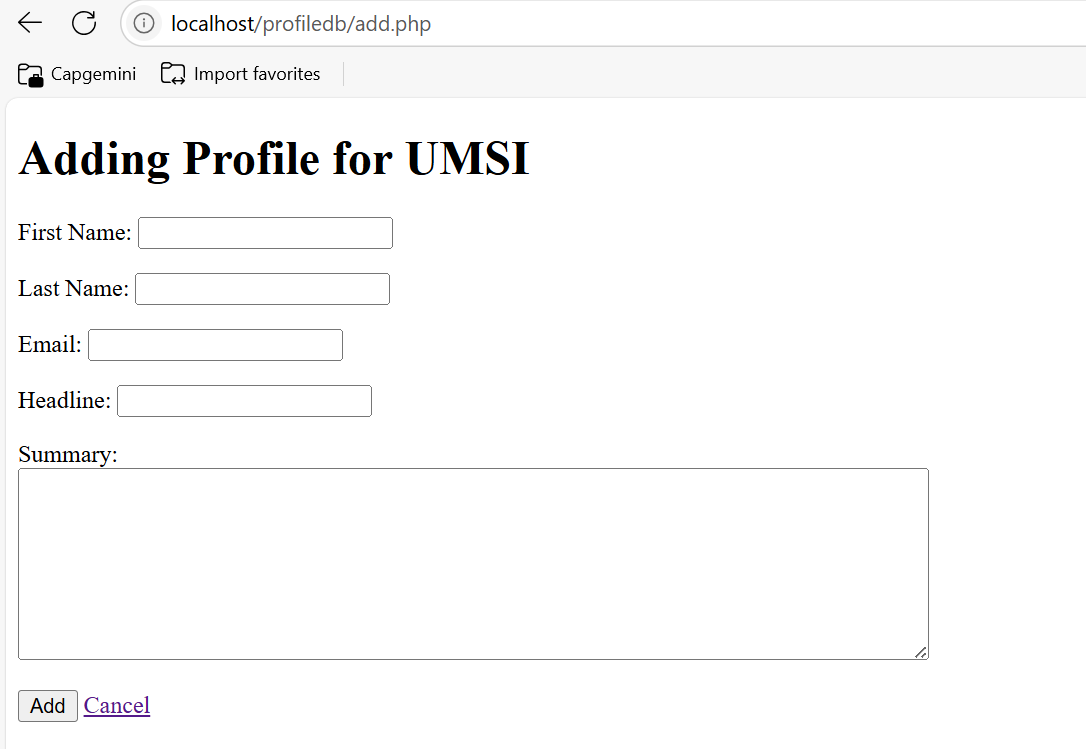 localhost/profiledb/add.php
Capgemini Import favorites
Adding Profile for UMSI
First Name:
Last Name:
Email:
Headline:
Summary:
Add Cancel